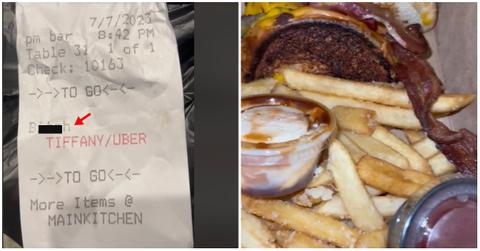 7/7/2023
pm bar 8:42 PM
Table 31 1 of 1
Check: 10163
->->TO GO<-<-
TIFFANY/UBER
->->TO GO<-<-
More Items @
MAINKITCHEN